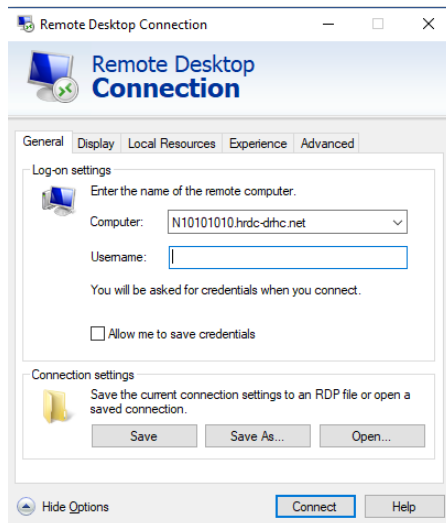 Remote Desktop Connection
Remote Desktop
Connection
General Display Local Resources Experience Advanced
Log-on settings
Enter the name of the remote computer.
Computer: N10101010.hrdc-drhc.net
Username:
You will be asked for credentials when you connect.
Allow me to save credentials
Connection settings
Save the current connection settings to an RDP file or open a
saved connection.
Save Save As... Open...
Hide Options Connect Help